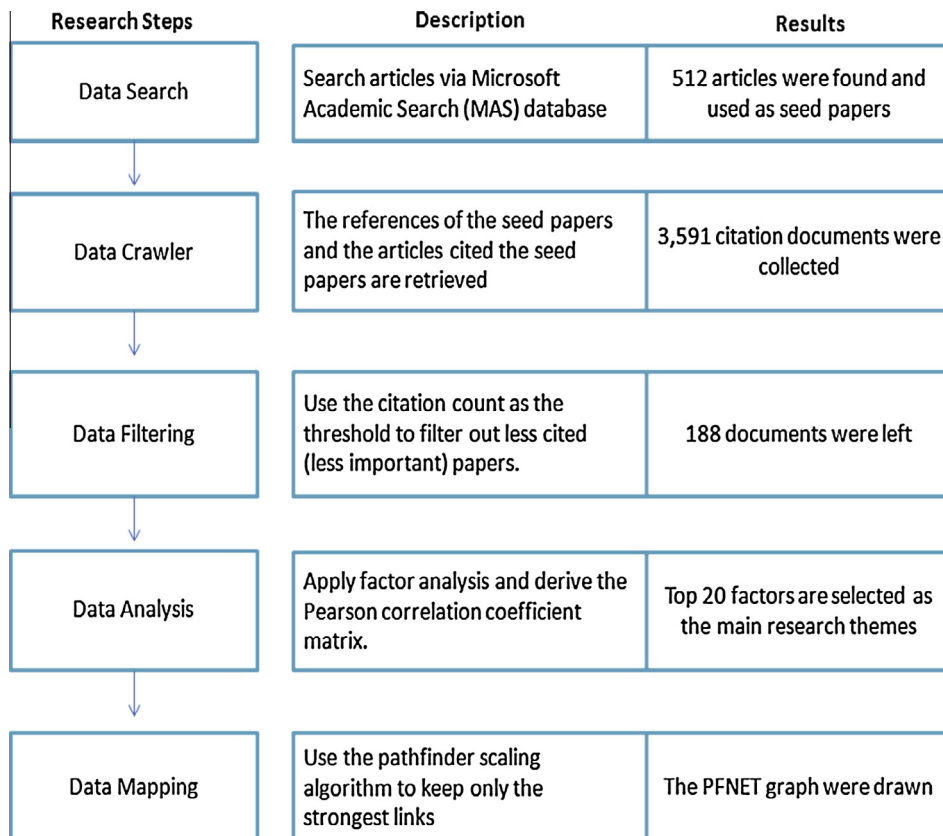 Research Steps
Description
Results
Data Search
Search articles via Microsoft
Academic Search (MAS) database
512 articles were found and
used as seed papers
Data Crawler
The references of the seed papers
and the articles cited the seed
papers are retrieved
3,591 citation documents were
collected
Data Filtering
Use the citation count as the
threshold to filter out less cited
(less important) papers.
188 documents were left
Data Analysis
Apply factor analysis and derive the
Pearson correlation coefficient
matrix.
Top 20 factors are selected as
the main research themes
Data Mapping
Use the pathfinder scaling
algorithm to keep only the
strongest links
The PFNET graph were drawn